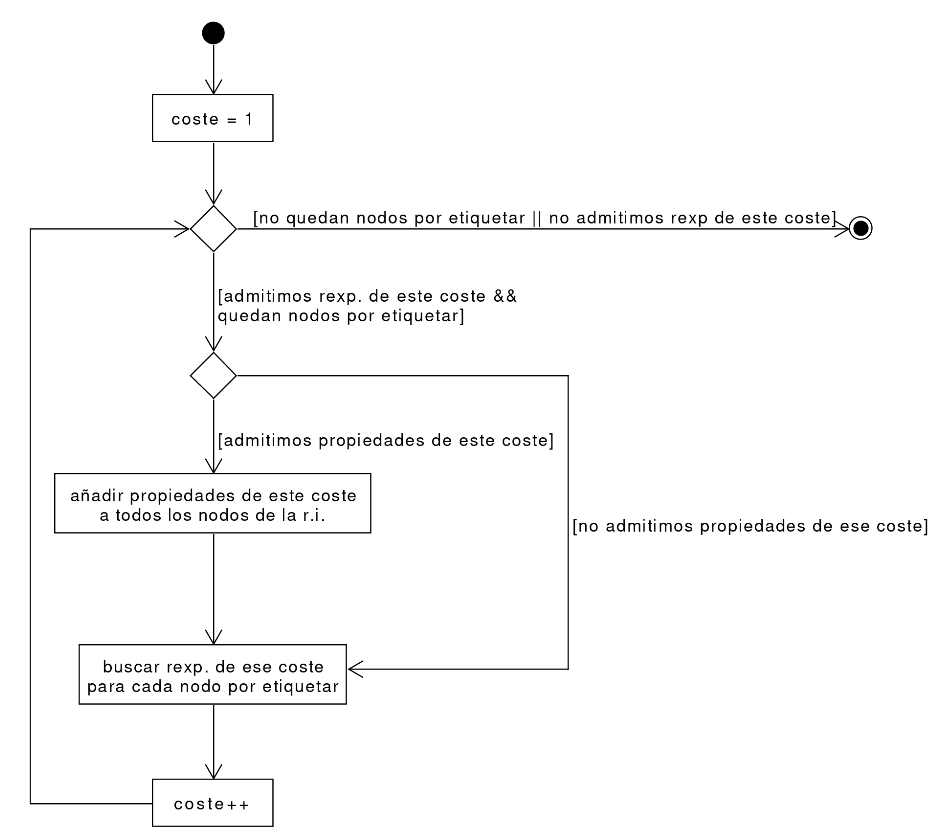 coste = 1
[no quedan nodos por etiquetar || no admitimos rexp de este coste]
[admitimos rexp. de este coste &&
quedan nodos por etiquetar]
[admitimos propiedades de este coste]
añadir propiedades de este coste
a todos los nodos de la r.i.
[no admitimos propiedades de ese coste]
buscar rexp. de ese coste
para cada nodo por etiquetar
coste++